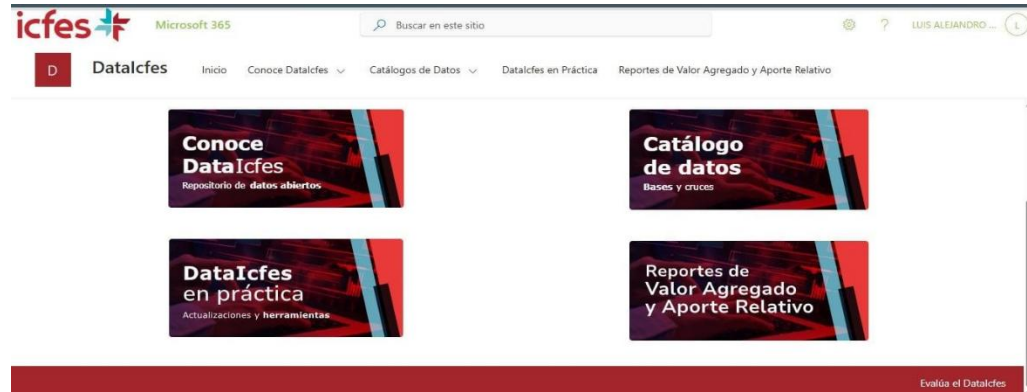 icfes
Microsoft 365
Buscar en este sitio
?
LUIS ALEJANDRO ...
L
D
DataIcfes
Inicio
Conoce DataIcfes
Catálogos de Datos
DataIcfes en Práctica
Reportes de Valor Agregado y Aporte Relativo
Conoce
DataIcfes
Repositorio de datos abiertos
Catálogo
de datos
Bases y cruces
DataIcfes
en práctica
Actualizaciones y herramientas
Reportes de
Valor Agregado
y Aporte Relativo
Evalúa el DataIcfes